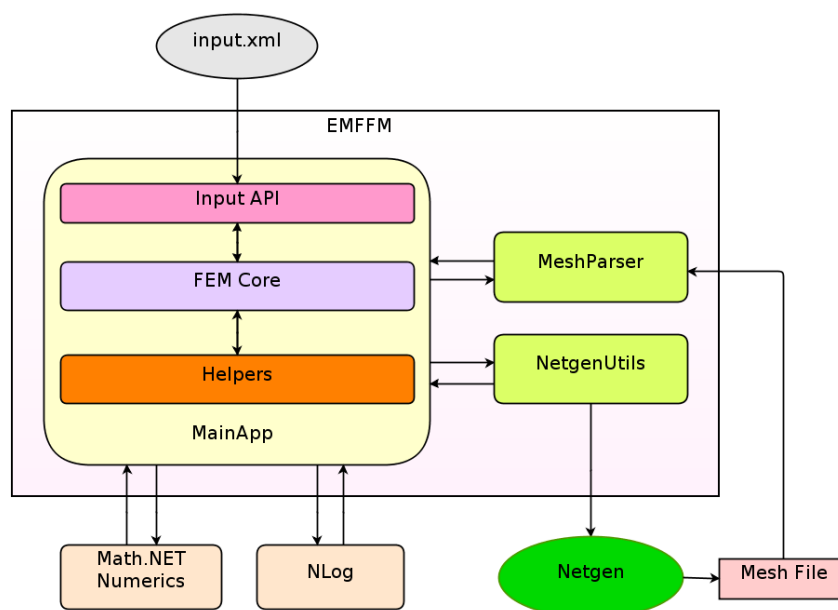 input.xml
EMFFM
Input API
FEM Core
Helpers
MainApp
MeshParser
NetgenUtils
Math.NET
Numerics
NLog
Netgen
Mesh File